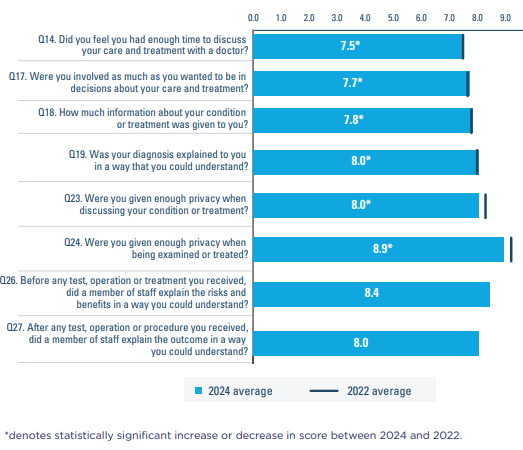 0.0 1.0 2.0 3.0 4.0 5.0 6.0 7.0 8.0 9.0
Q14. Did you feel you had enough time to discuss
your care and treatment with a doctor?
7.5*
Q17. Were you involved as much as you wanted to be in
decisions about your care and treatment?
7.7*
Q18. How much information about your condition
or treatment was given to you?
7.8*
Q19. Was your diagnosis explained to you
in a way that you could understand?
8.0*
Q23. Were you given enough privacy when
discussing your condition or treatment?
8.0*
Q24. Were you given enough privacy when
being examined or treated?
8.9*
Q26. Before any test, operation or treatment you received,
did a member of staff explain the risks and
benefits in a way you could understand?
8.4
Q27. After any test, operation or procedure you received,
did a member of staff explain the outcome in a way
you could understand?
8.0
2024 average 2022 average
*denotes statistically significant increase or decrease in score between 2024 and 2022.